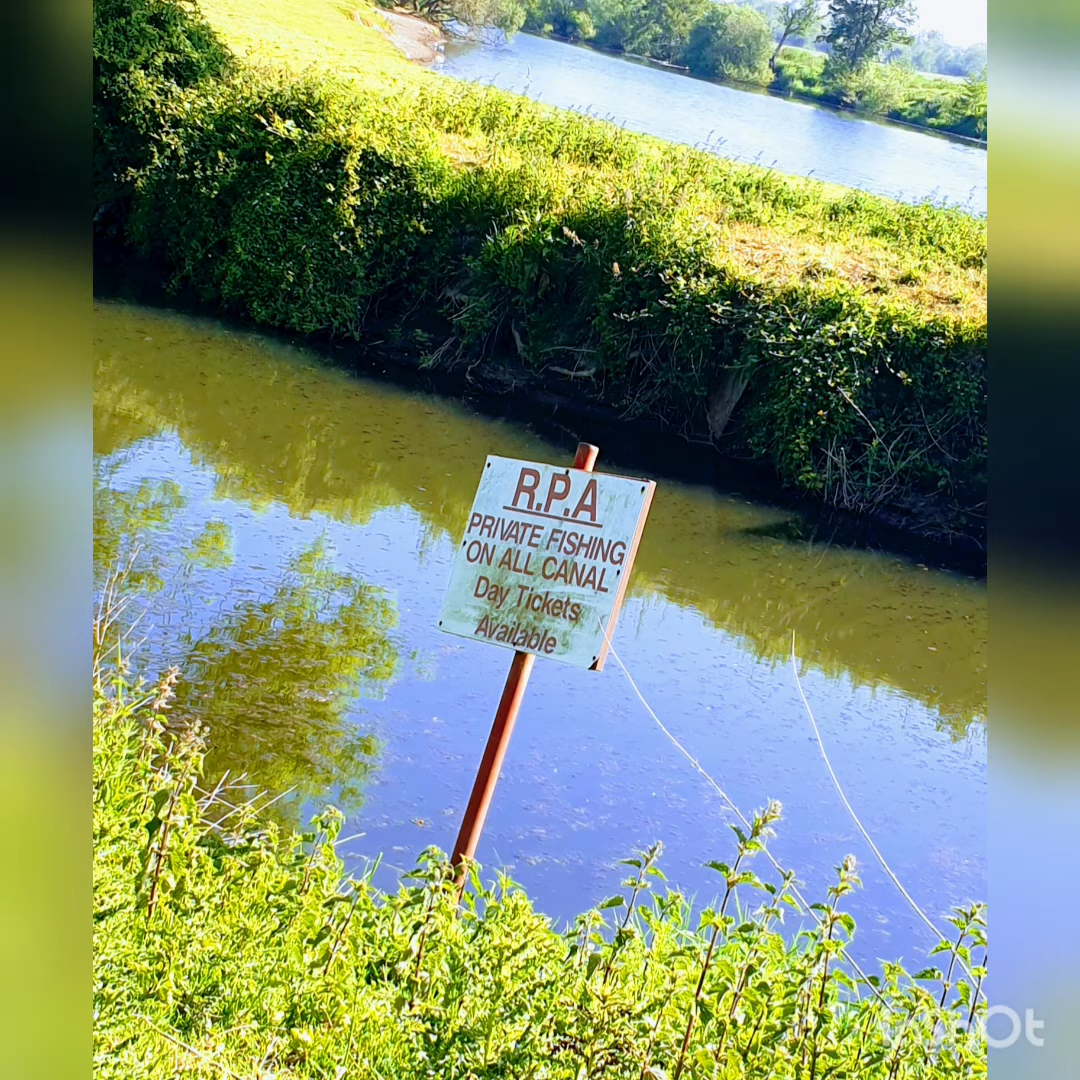 R.P.A
PRIVATE FISHING
ON ALL CANAL
Day Tickets
Available